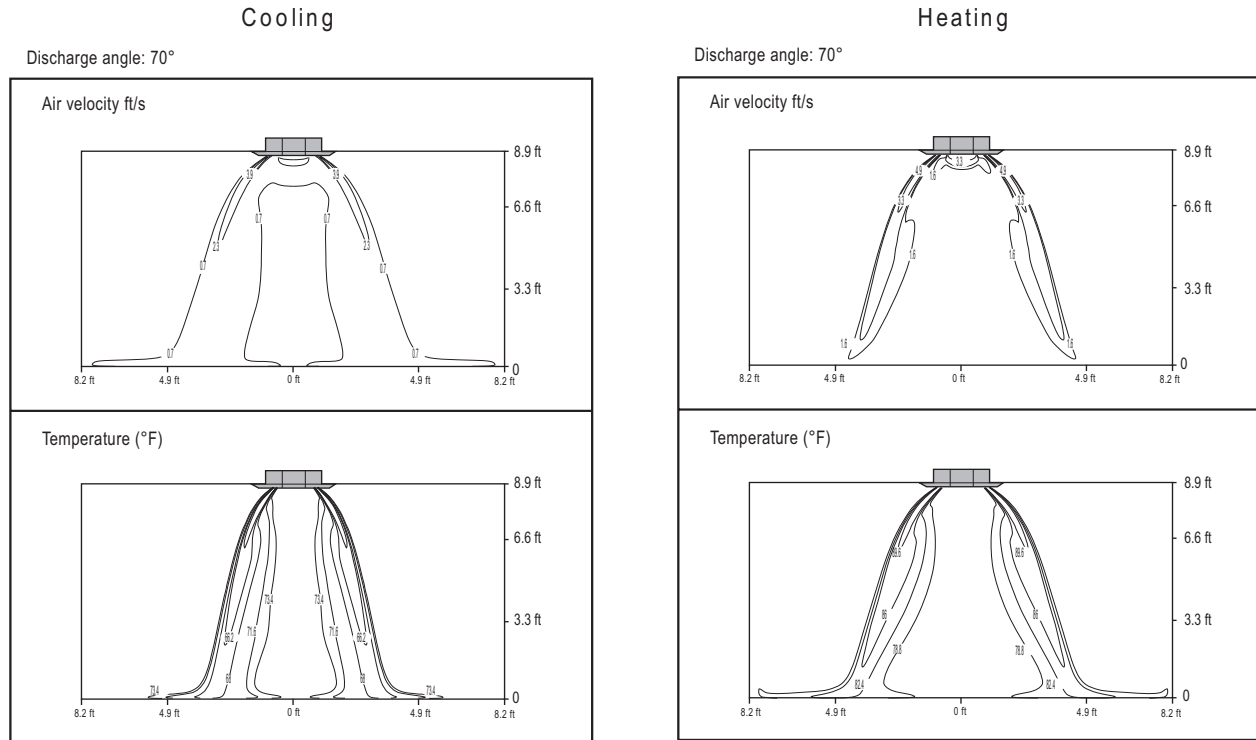 Cooling
Discharge angle: 70°
Air velocity ft/s
8.9 ft
3.9 3.9
6.6 ft
0.7 0.7
2.3 2.3
0.7 0.7
3.3 ft
0.7 0.7
0
8.2 ft 4.9 ft 0 ft 4.9 ft 8.2 ft
Temperature (°F)
8.9 ft
6.6 ft
73.4 73.4
3.3 ft
66.2 71.6 71.6 66.2
68 68
73.4 73.4
0
8.2 ft 4.9 ft 0 ft 4.9 ft 8.2 ft
Heating
Discharge angle: 70°
Air velocity ft/s
8.9 ft
3.3
4.9 1.6 4.9
3.3 3.3
6.6 ft
1.6 1.6
3.3 ft
1.6 1.6
0
8.2 ft 4.9 ft 0 ft 4.9 ft 8.2 ft
Temperature (°F)
8.9 ft
89.6 89.6
6.6 ft
86 86
3.3 ft
78.8 78.8
82.4 82.4
0
8.2 ft 4.9 ft 0 ft 4.9 ft 8.2 ft